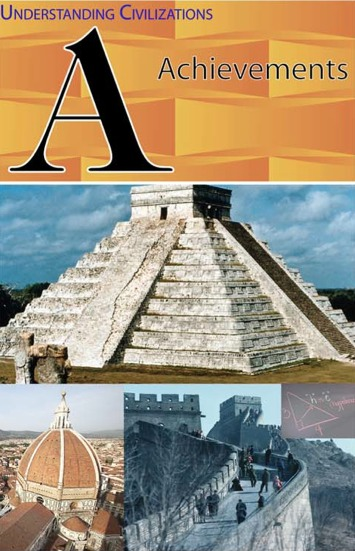 UNDERSTANDING CIVILIZATIONS
A
Achievements